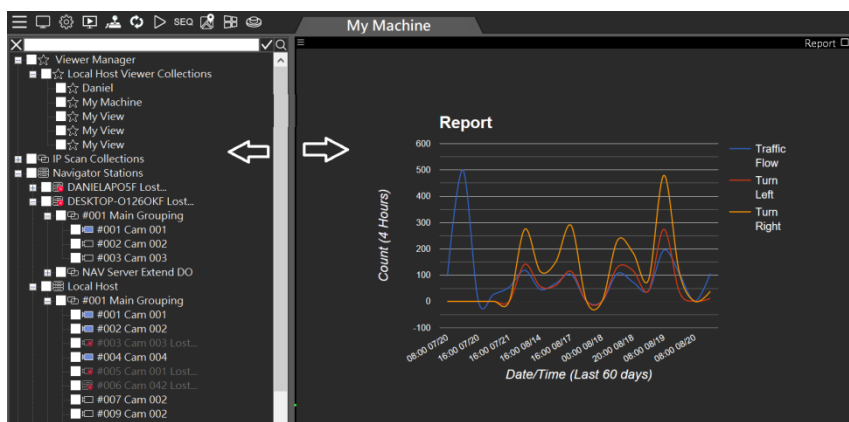 SEQ
My Machine
Report
Viewer Manager
Local Host Viewer Collections
Daniel
My Machine
My View
My View
My View
IP Scan Collections
Navigator Stations
DANIELAPO5F Lost...
DESKTOP-O126OKF Lost...
#001 Main Grouping
#001 Cam 001
#002 Cam 002
#003 Cam 003
NAV Server Extend DO
Local Host
#001 Main Grouping
#001 Cam 001
#002 Cam 002
#003 Cam 003 Lost...
#004 Cam 004
#005 Cam 001 Lost...
#006 Cam 042 Lost...
#007 Cam 002
#009 Cam 002
Report
600
500
400
300
200
100
0
-100
Count (4 Hours)
08:00 07/20
16:00 07/20
16:00 07/21
16:00 08/14
16:00 08/17
00:00 08/18
20:00 08/18
08:00 08/19
08:00 08/20
Date/Time (Last 60 days)
Traffic
Flow
Turn
Left
Turn
Right